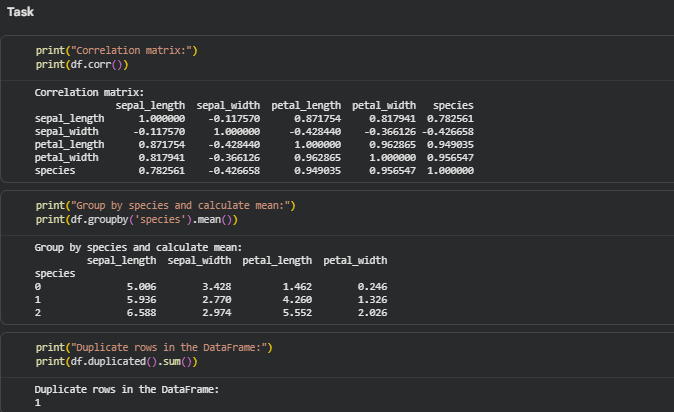 Task
print("Correlation matrix:")
print(df.corr())
Correlation matrix:
sepal_length sepal_width petal_length petal_width species
sepal_length 1.000000 -0.117570 0.871754 0.817941 0.782561
sepal_width -0.117570 1.000000 -0.428440 -0.366126 -0.426658
petal_length 0.871754 -0.428440 1.000000 0.962865 0.949035
petal_width 0.817941 -0.366126 0.962865 1.000000 0.956547
species 0.782561 -0.426658 0.949035 0.956547 1.000000
print("Group by species and calculate mean:")
print(df.groupby('species').mean())
Group by species and calculate mean:
sepal_length sepal_width petal_length petal_width
species
0 5.006 3.428 1.462 0.246
1 5.936 2.770 4.260 1.326
2 6.588 2.974 5.552 2.026
print("Duplicate rows in the DataFrame:")
print(df.duplicated().sum())
Duplicate rows in the DataFrame:
1